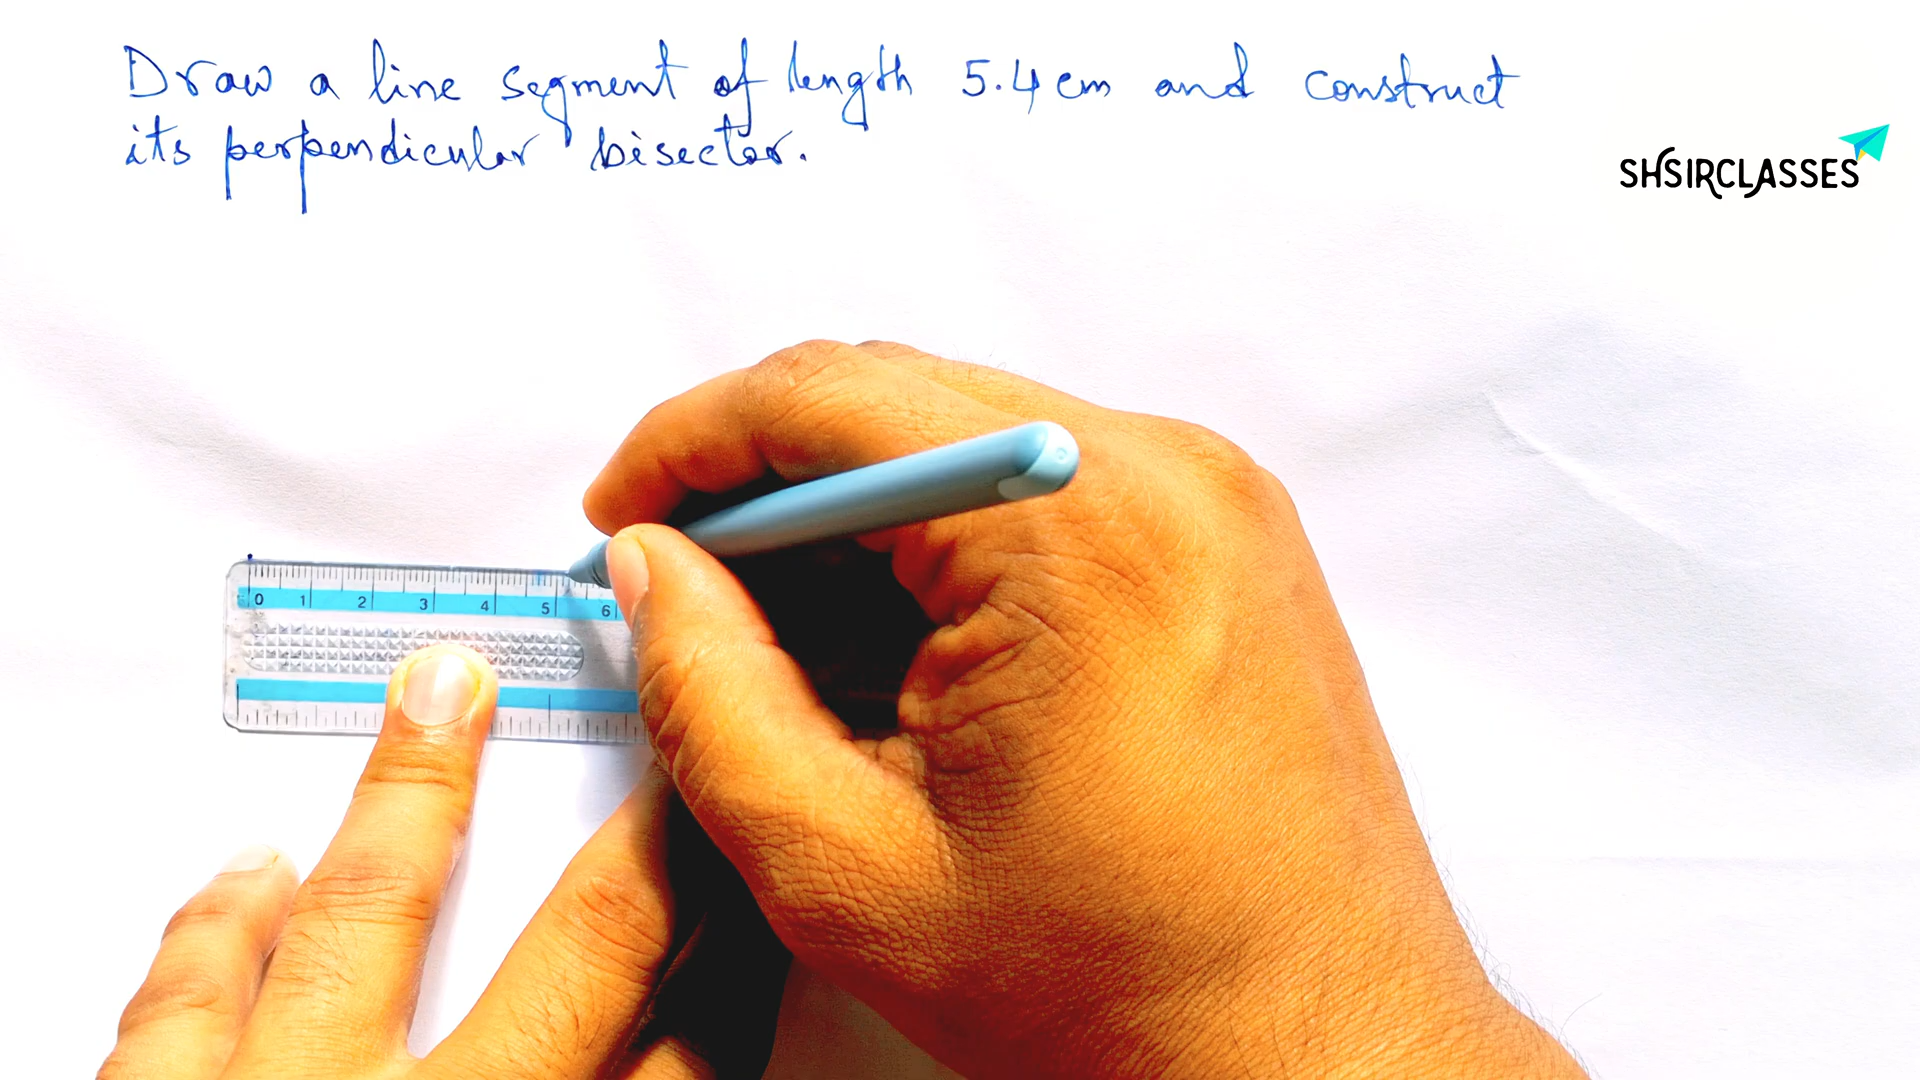 Draw a line segment of length 5.4 cm and construct
its perpendicular bisector.
SHSIRCLASSES
0 1 2 3 4 5 6